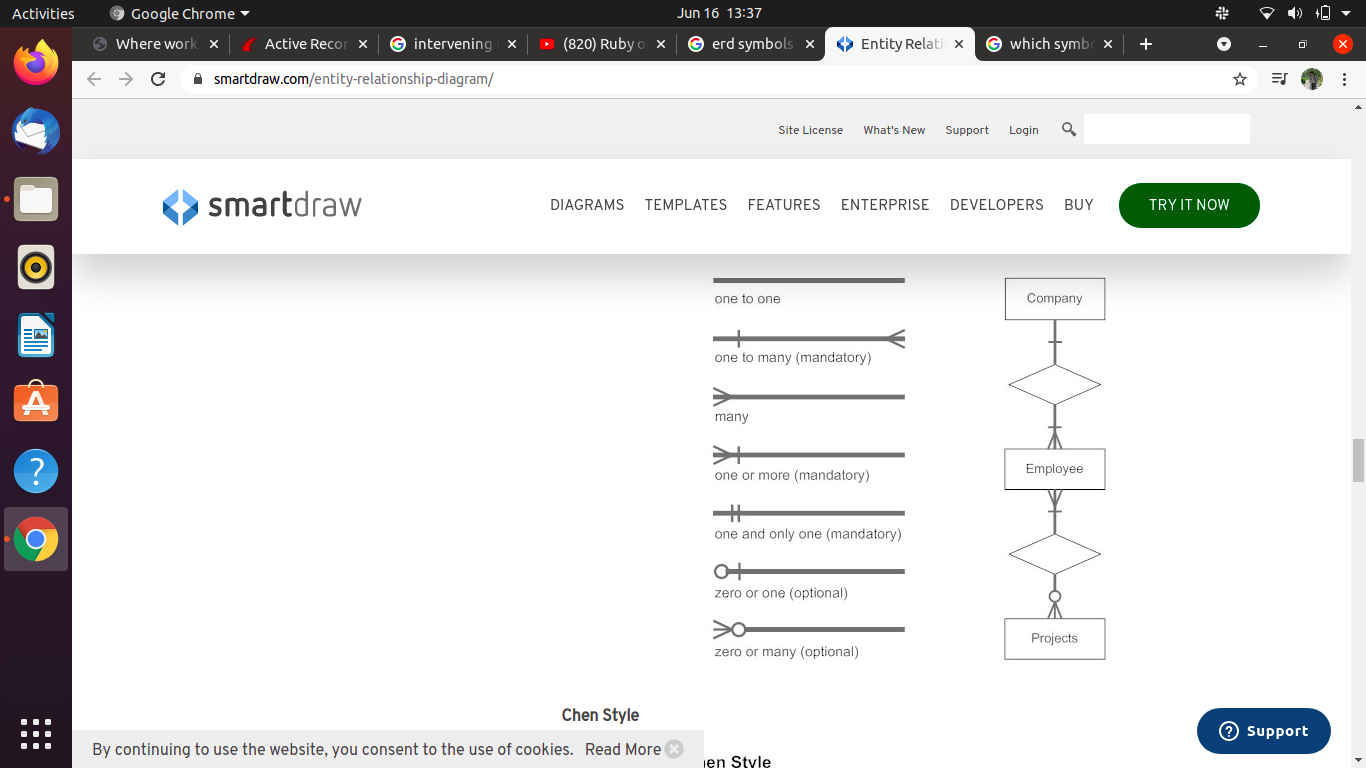 Activities
Google Chrome
Jun 16 13:37
Where work
Active Recor
intervening
(820) Ruby o
erd symbols
Entity Relati
which symb
smartdraw.com/entity-relationship-diagram/
Site License
What's New
Support
Login
smartdraw
DIAGRAMS
TEMPLATES
FEATURES
ENTERPRISE
DEVELOPERS
BUY
TRY IT NOW
one to one
one to many (mandatory)
many
one or more (mandatory)
one and only one (mandatory)
zero or one (optional)
zero or many (optional)
Company
Employee
Projects
Chen Style
By continuing to use the website, you consent to the use of cookies. Read More
en Style
Support